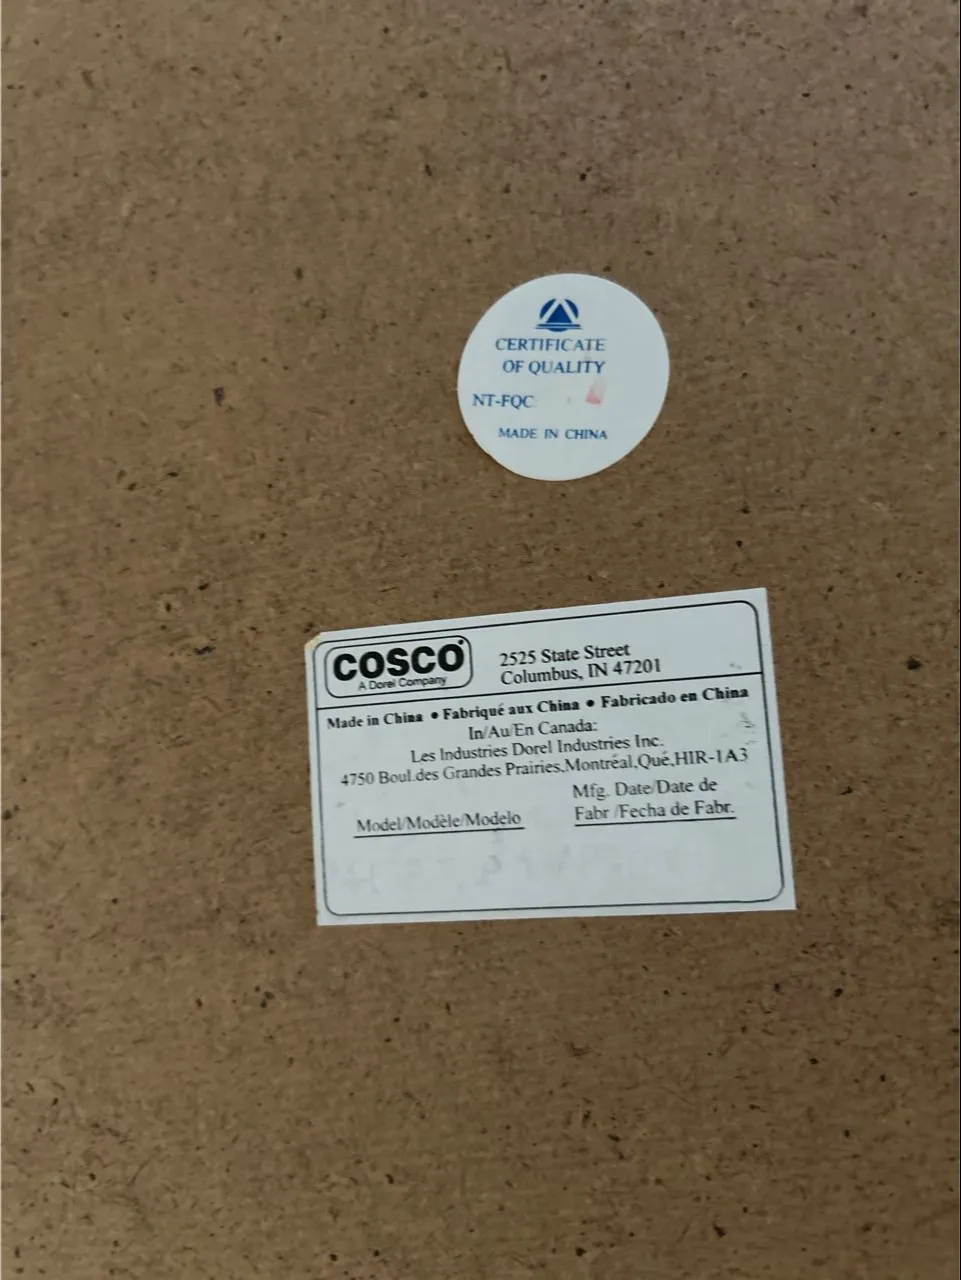 CERTIFICATE
OF QUALITY
NT-FQC
MADE IN CHINA
COSCO
A Dorel Company
2525 State Street
Columbus, IN 47201
Made in China • Fabriqué aux China • Fabricado en China
In/Au/En Canada:
Les Industries Dorel Industries Inc.
4750 Boul.des Grandes Prairies,Montréal,Qué,HIR-1A3
Model/Modèle/Modelo
Mfg. Date/Date de
Fabr /Fecha de Fabr.